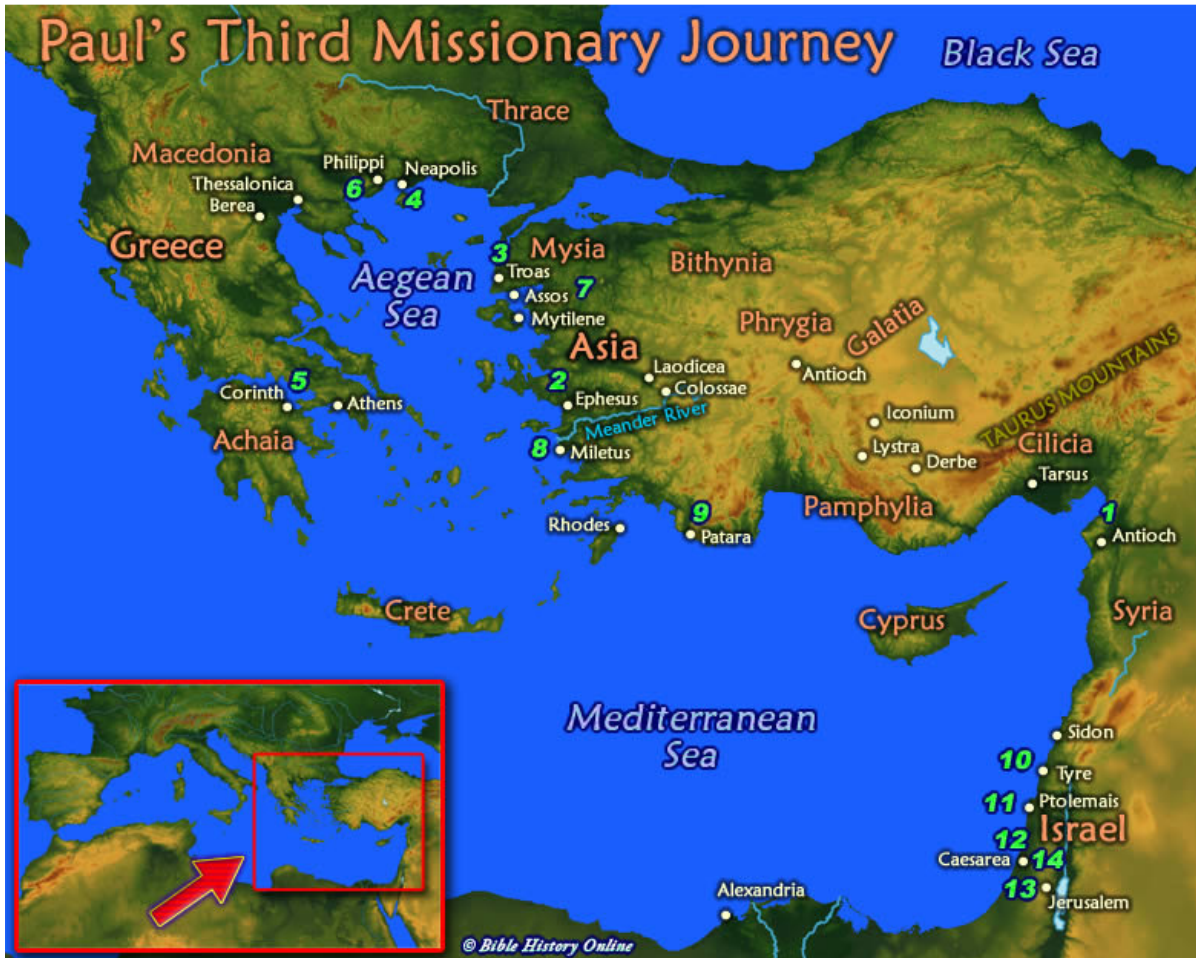 Paul's Third Missionary Journey
Black Sea
Thrace
Macedonia
Philippi
Neapolis
6
4
Thessalonica
Berea
Greece
3
Mysia
Troas
Bithynia
Aegean
Sea
Assos
7
Mytilene
Phrygia
Galatia
Asia
TAURUS MOUNTAINS
Laodicea
Antioch
Colossae
2
Ephesus
5
Corinth
Athens
Meander River
Iconium
Achaia
8
Miletus
Lystra
Derbe
Cilicia
Tarsus
Pamphylia
9
Patara
Rhodes
1
Antioch
Crete
Cyprus
Syria
Mediterranean
Sea
Sidon
10
Tyre
11
Ptolemais
Israel
12
Caesarea
14
13
Jerusalem
Alexandria
© Bible History Online